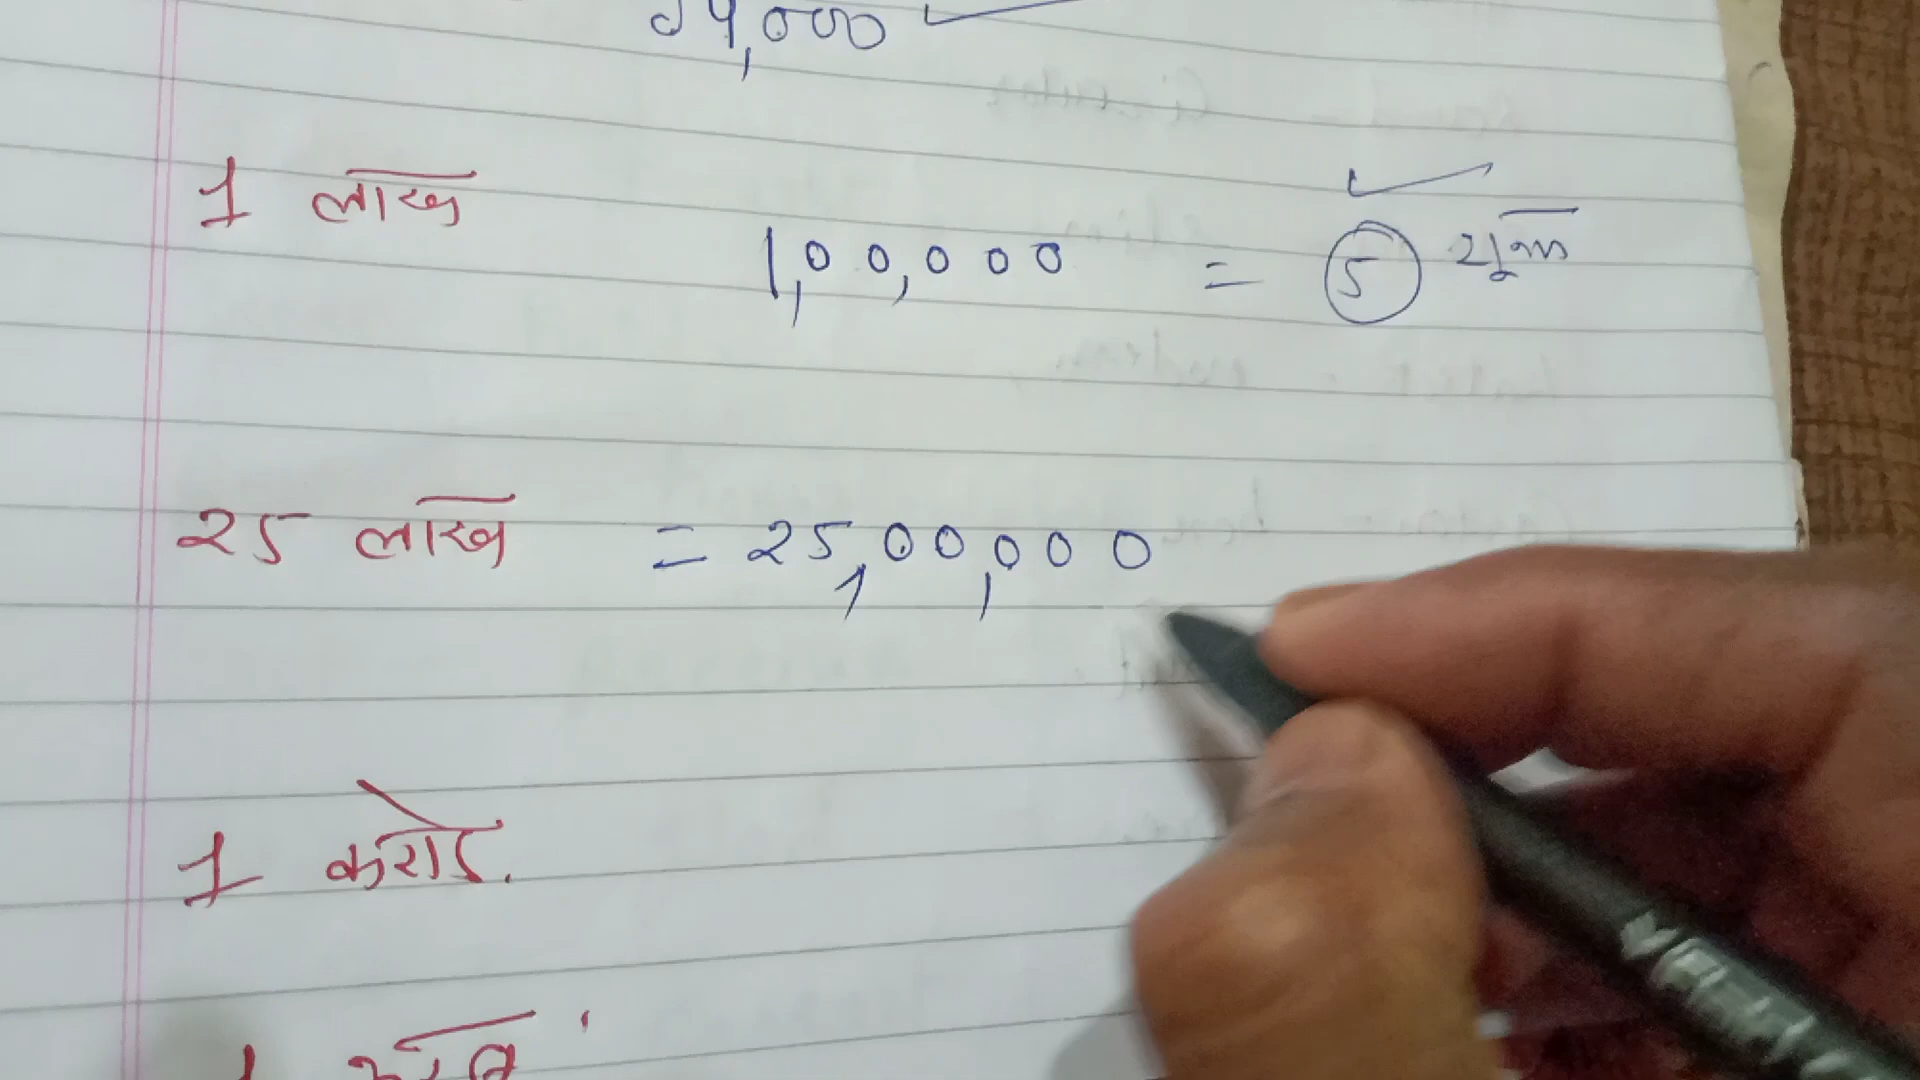 1 लाख 1,00,000 = 5 शून्य
25 लाख = 25,00,000
1 करोड.